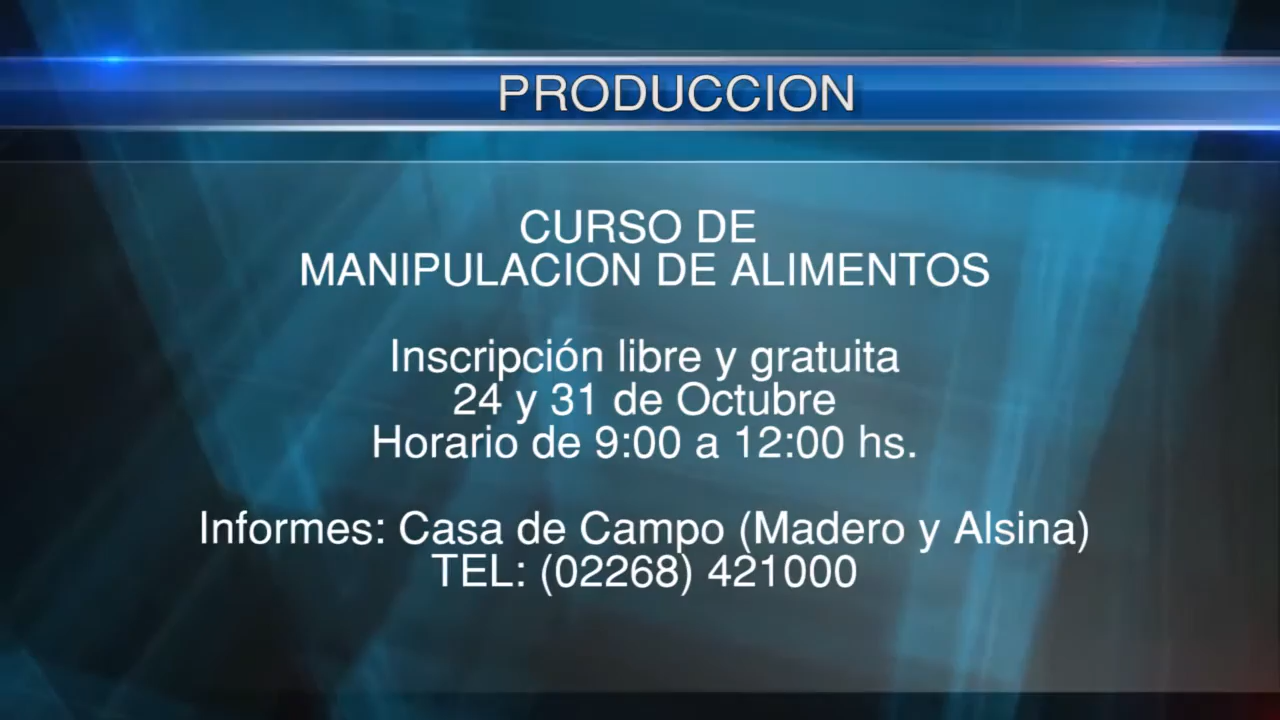 PRODUCCION
CURSO DE
MANIPULACION DE ALIMENTOS
Inscripción libre y gratuita
24 y 31 de Octubre
Horario de 9:00 a 12:00 hs.
Informes: Casa de Campo (Madero y Alsina)
TEL: (02268) 421000